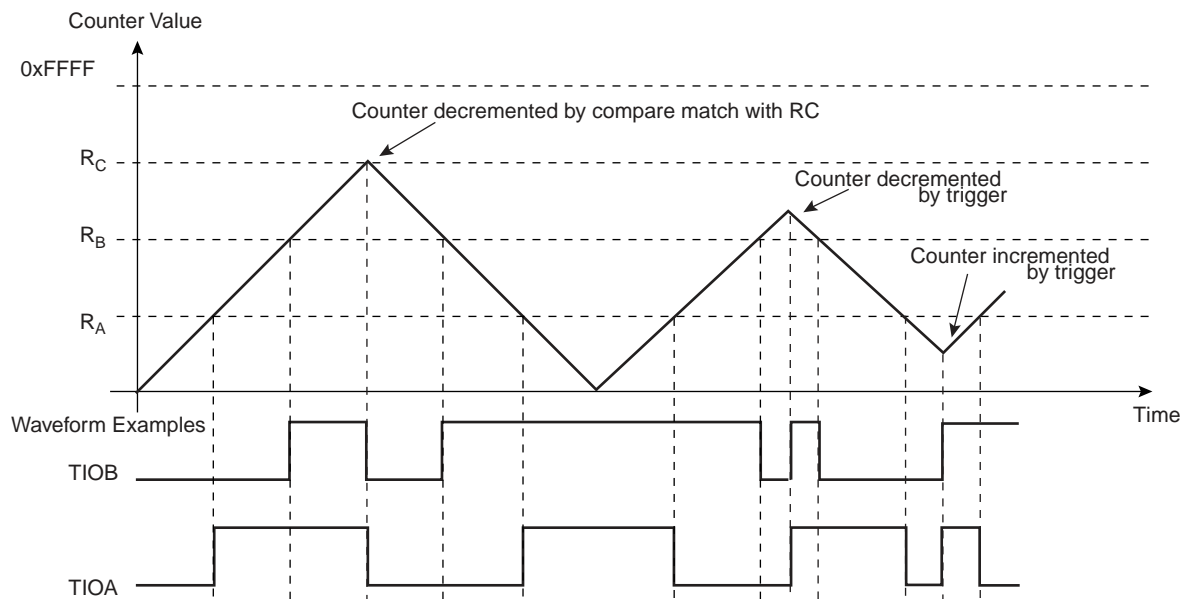 Counter Value
0xFFFF
Counter decremented by compare match with RC
RC
Counter decremented
by trigger
RB
Counter incremented
by trigger
RA
Time
Waveform Examples
TIOB
TIOA